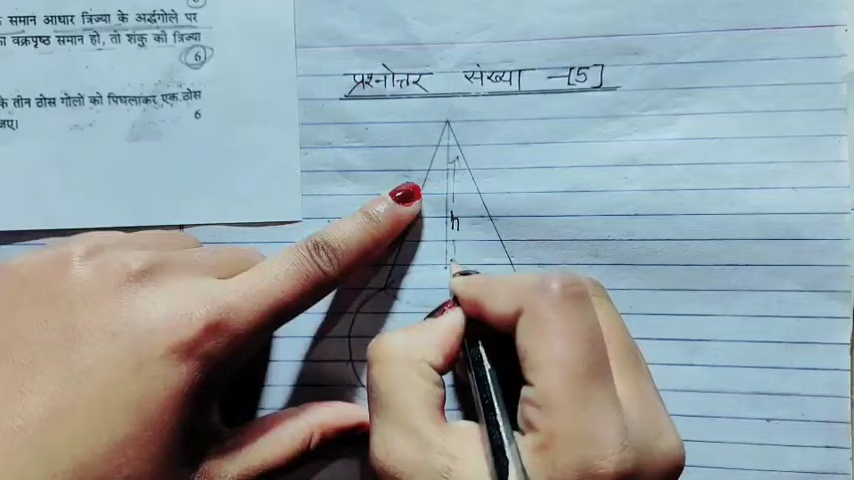 समान आधार त्रिज्या के अर्द्धगोले पर
वक्रपृष्ठ समान हो, तो शंकु की त्रिज्या
6
के तीन ठोस गोलों को पिघलाकर एक ठोस
6
प्रश्नोत्तर संख्या -[5]
h